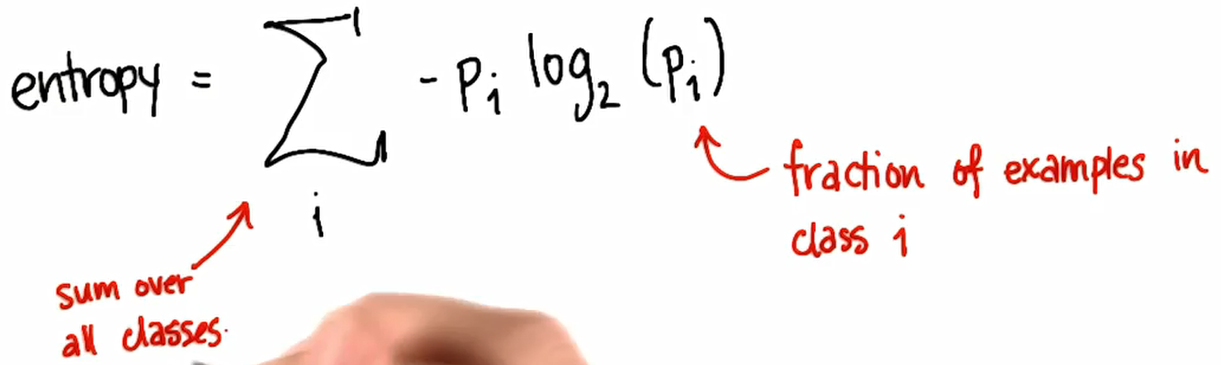 entropy = ∑ - pᵢ log₂ (pᵢ)
i
fraction of examples in
class i
sum over
all classes.